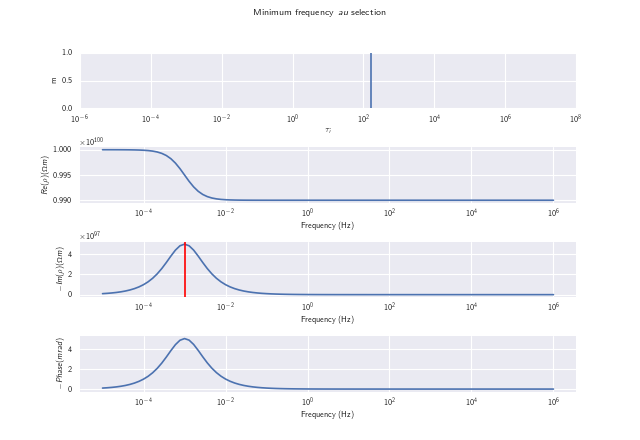 Minimum frequency au selection
1.0
0.5
0.0
m
10⁻⁶ 10⁻⁴ 10⁻² 10⁰ 10² 10⁴ 10⁶ 10⁸
τᵢ
×10¹⁰⁰
1.000
0.995
0.990
Re(ρ)(Ωm)
10⁻⁴ 10⁻² 10⁰ 10² 10⁴ 10⁶
Frequency (Hz)
×10⁹⁷
4
2
0
−Im(ρ)(Ωm)
10⁻⁴ 10⁻² 10⁰ 10² 10⁴ 10⁶
Frequency (Hz)
4
2
0
−Phase(mrad)
10⁻⁴ 10⁻² 10⁰ 10² 10⁴ 10⁶
Frequency (Hz)